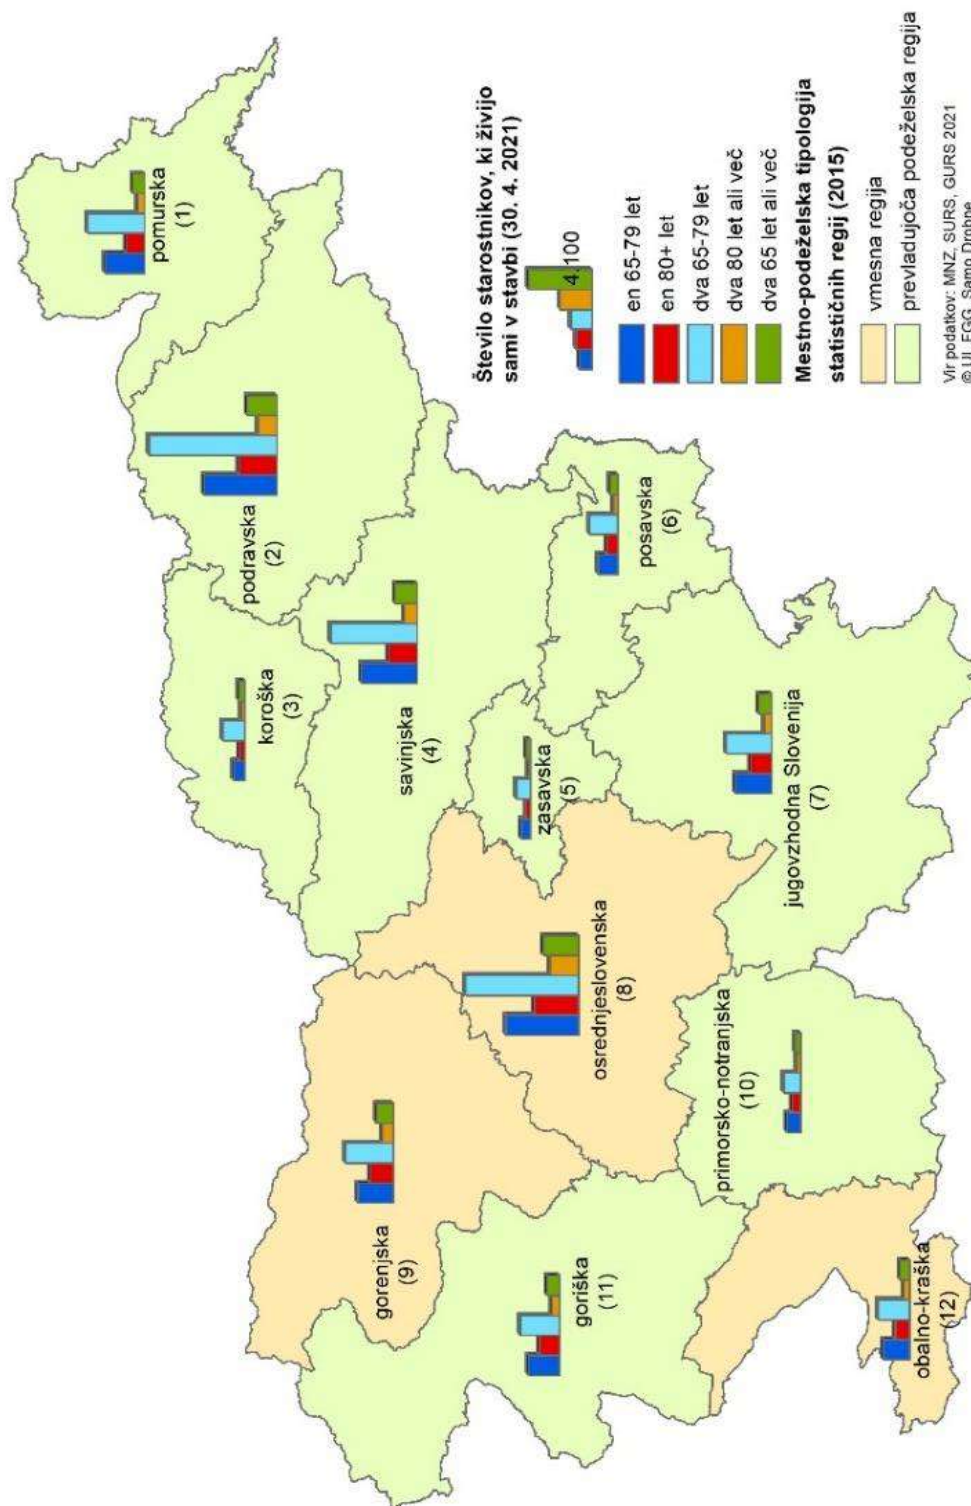 pomurska
(1)
podravska
(2)
koroška
(3)
savinjska
(4)
zasavska
(5)
posavska
(6)
jugovzhodna Slovenija
(7)
osrednjeslovenska
(8)
gorenjska
(9)
primorsko-notranjska
(10)
goriška
(11)
obalno-kraška
(12)
Število starostnikov, ki živijo
sami v stavbi (30. 4. 2021)
4.100
en 65-79 let
en 80+ let
dva 65-79 let
dva 80 let ali več
dva 65 let ali več
Mestno-podeželska tipologija
statističnih regij (2015)
vmesna regija
prevladujoča podeželska regija
Vir podatkov: MNZ, SURS, GURS 2021
© UL FGG, Samo Drobne